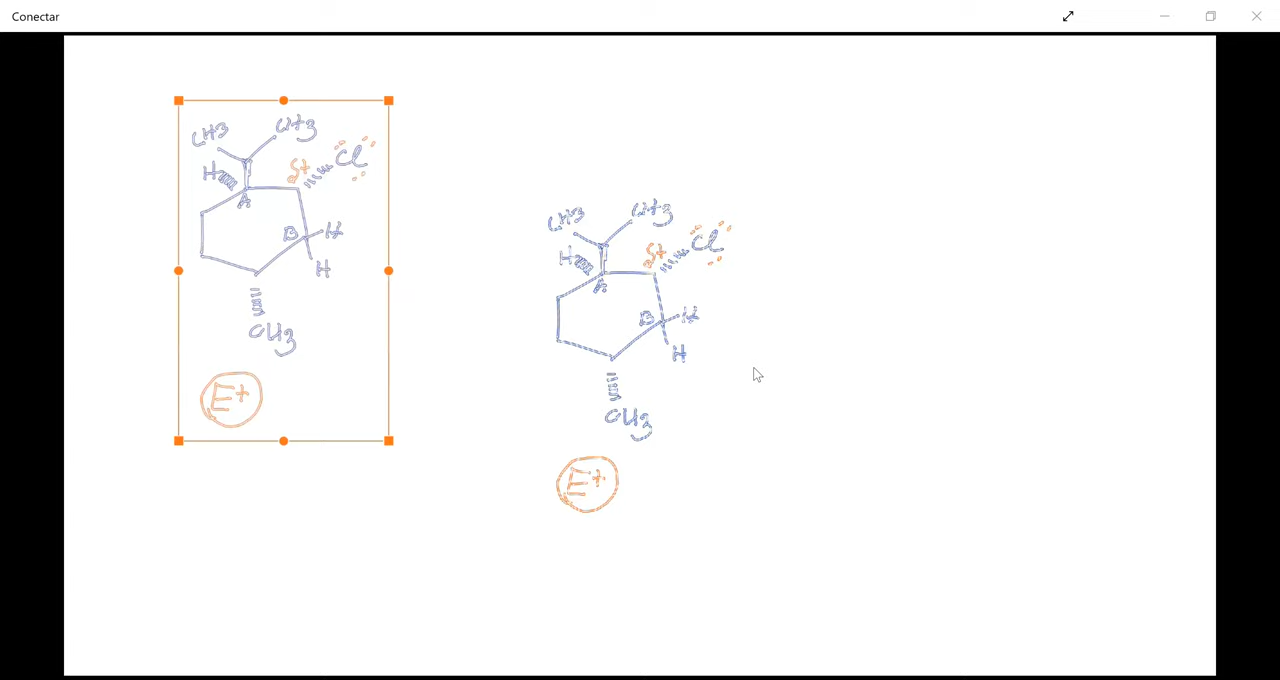 Conectar
CH3 CH3
H δ+ Cl
A
B H
H
CH3
E+
CH3 CH3
H δ+ Cl
A
B H
H
CH3
E+